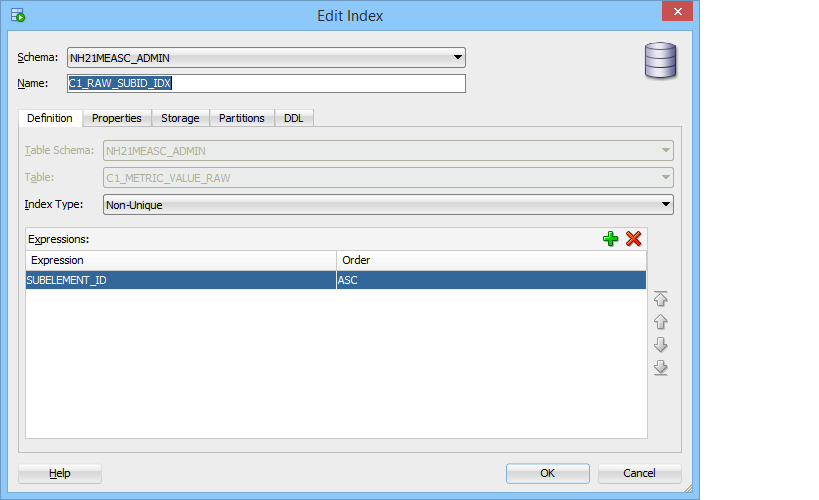 Edit Index
Schema: NH21MEASC_ADMIN
Name: C1_RAW_SUBID_IDX
Definition Properties Storage Partitions DDL
Table Schema: NH21MEASC_ADMIN
Table: C1_METRIC_VALUE_RAW
Index Type: Non-Unique
Expressions:
Expression Order
SUBELEMENT_ID ASC
Help OK Cancel